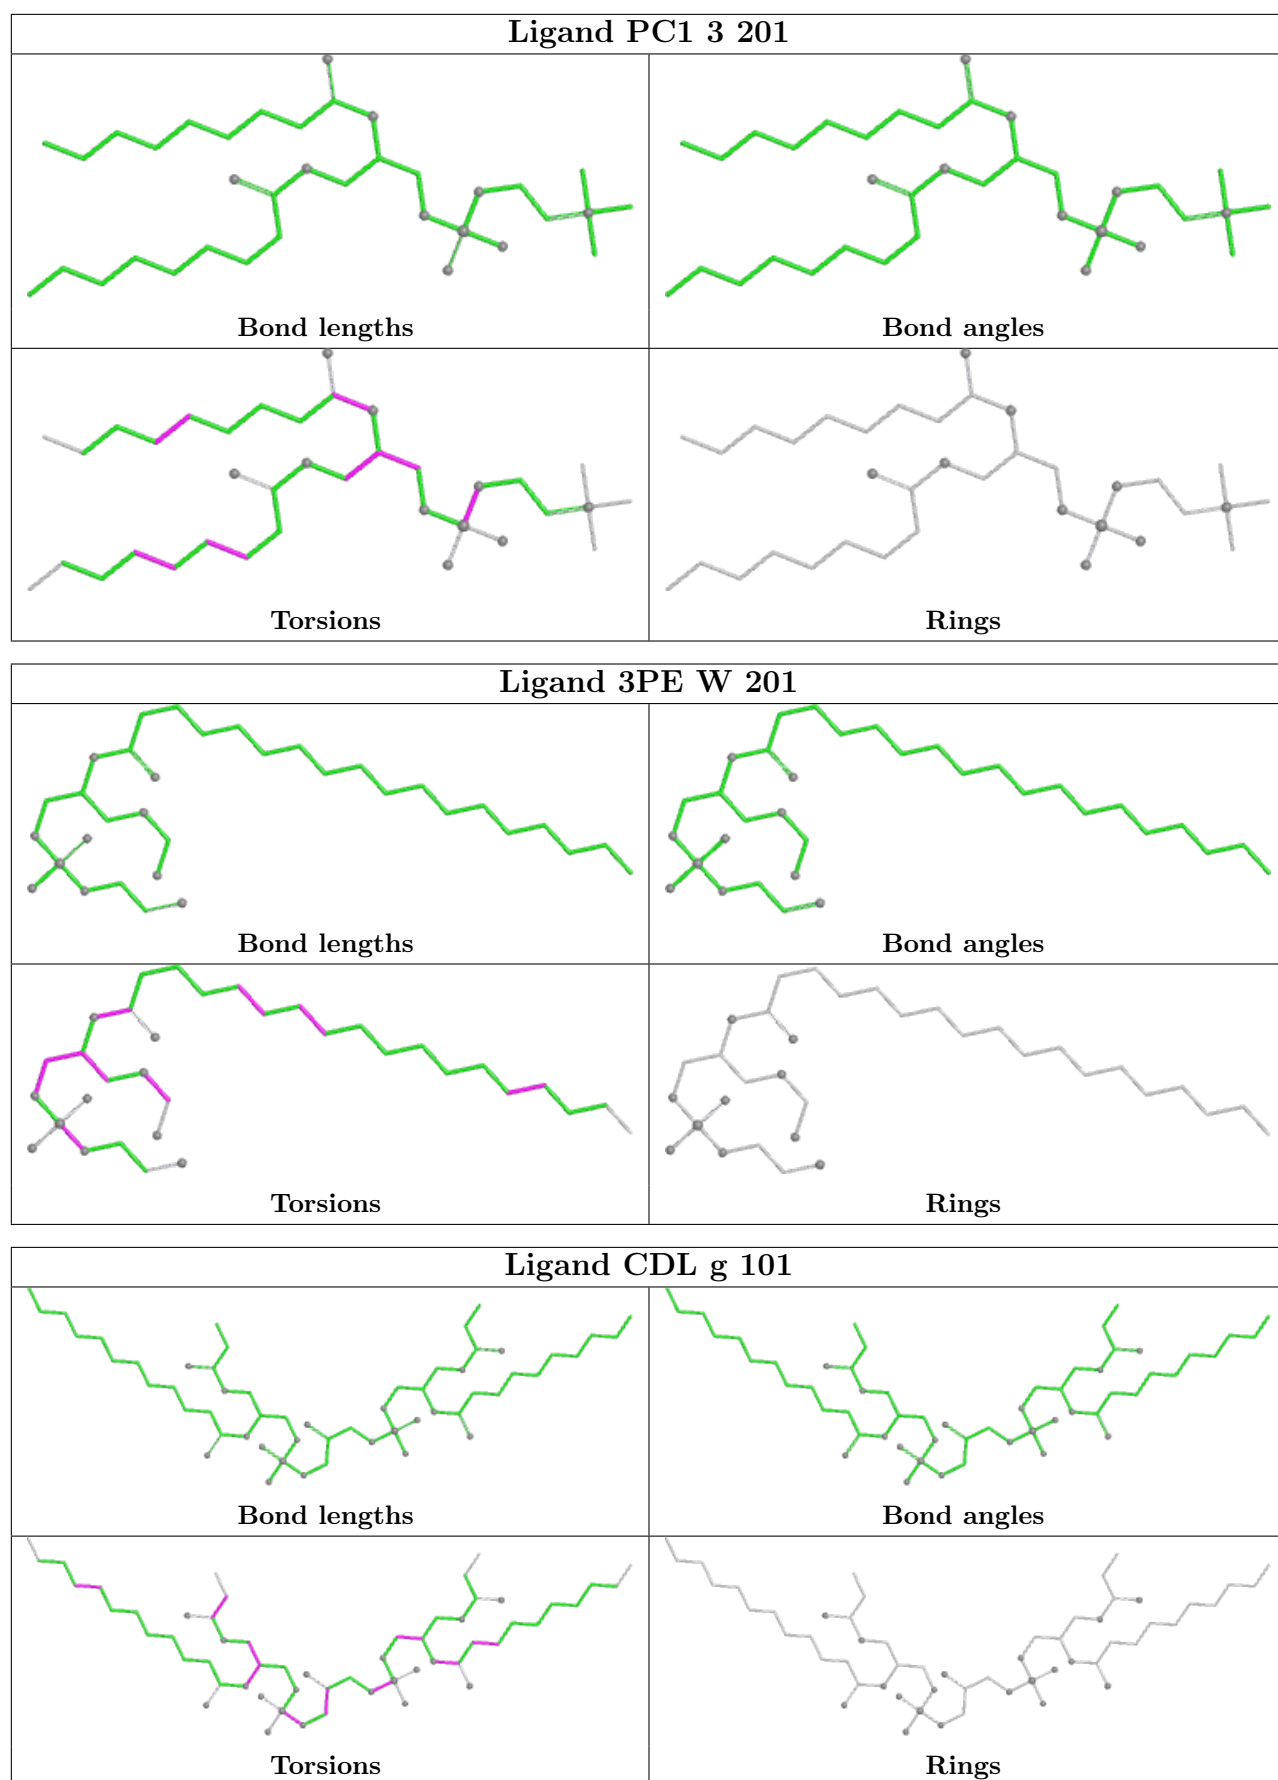 Ligand PC1 3 201
Bond lengths
Bond angles
Torsions
Rings
Ligand 3PE W 201
Bond lengths
Bond angles
Torsions
Rings
Ligand CDL g 101
Bond lengths
Bond angles
Torsions
Rings